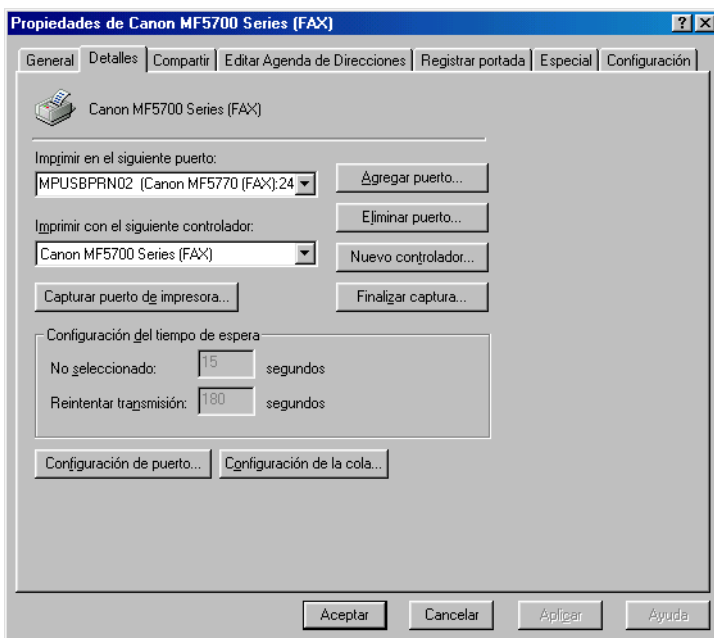 Propiedades de Canon MF5700 Series (FAX)
General Detalles Compartir Editar Agenda de Direcciones Registrar portada Especial Configuración
Canon MF5700 Series (FAX)
Imprimir en el siguiente puerto:
MPUSBPRN02 (Canon MF5770 (FAX):24
Agregar puerto...
Eliminar puerto...
Imprimir con el siguiente controlador:
Canon MF5700 Series (FAX)
Nuevo controlador...
Capturar puerto de impresora...
Finalizar captura...
Configuración del tiempo de espera
No seleccionado: 15 segundos
Reintentar transmisión: 180 segundos
Configuración de puerto... Configuración de la cola...
Aceptar Cancelar Aplicar Ayuda